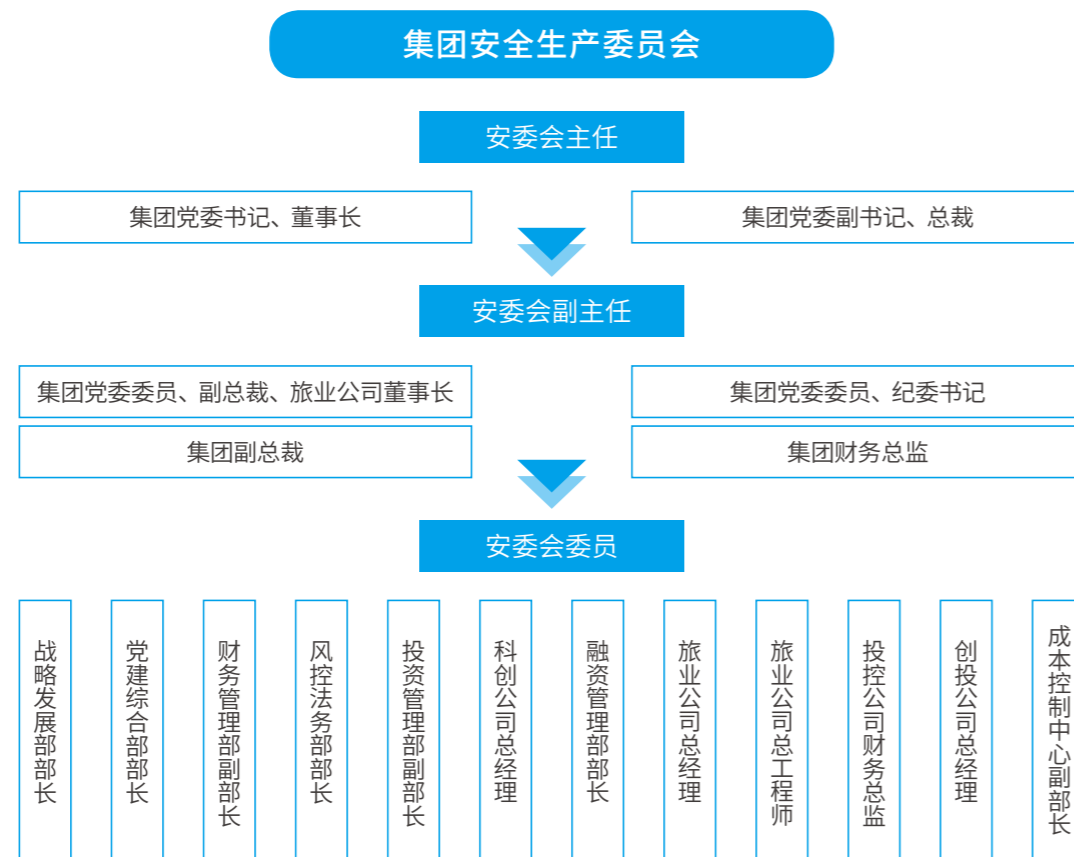 集团安全生产委员会
安委会主任
集团党委书记、董事长
集团党委副书记、总裁
安委会副主任
集团党委委员、副总裁、旅业公司董事长
集团党委委员、纪委书记
集团副总裁
集团财务总监
安委会委员
战略发展部部长
党建综合部部长
财务管理部副部长
风控法务部部长
投资管理部副部长
科创公司总经理
融资管理部部长
旅业公司总经理
旅业公司总工程师
投控公司财务总监
创投公司总经理
成本控制中心副部长